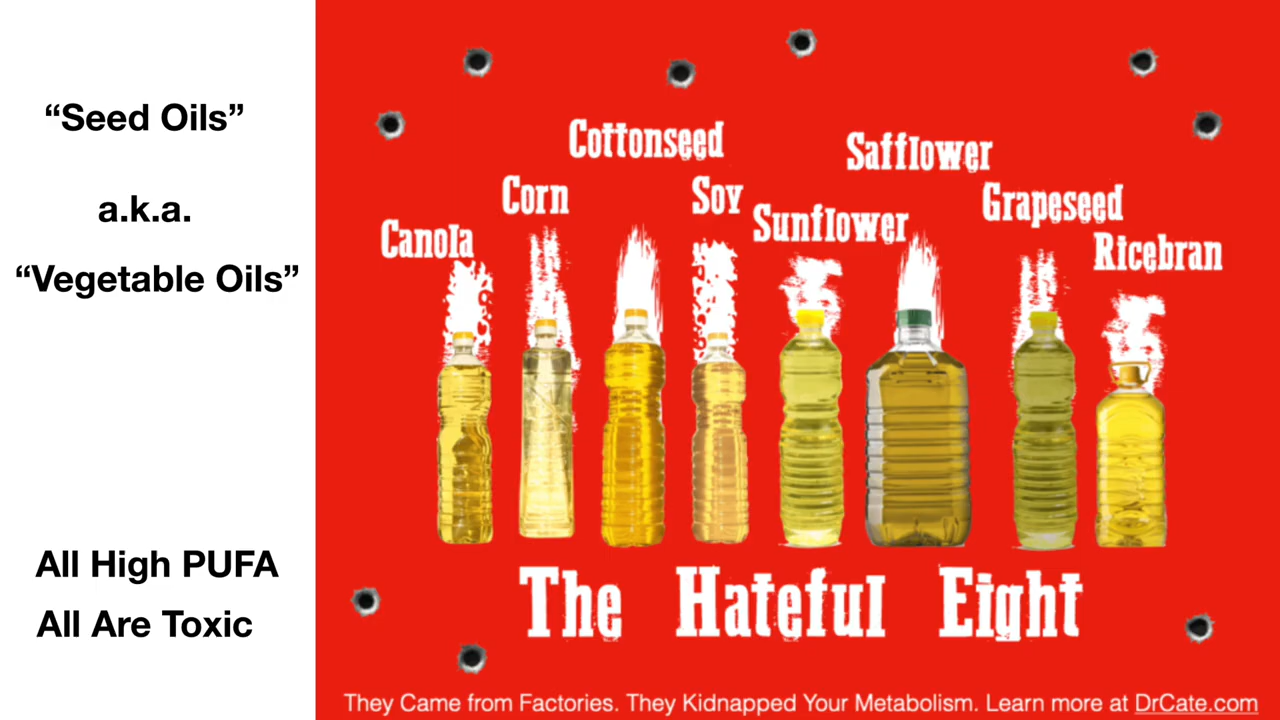 “Seed Oils”
a.k.a.
“Vegetable Oils”
All High PUFA
All Are Toxic
Canola
Corn
Cottonseed
Soy
Sunflower
Safflower
Grapeseed
Ricebran
The Hateful Eight
They Came from Factories. They Kidnapped Your Metabolism. Learn more at DrCate.com